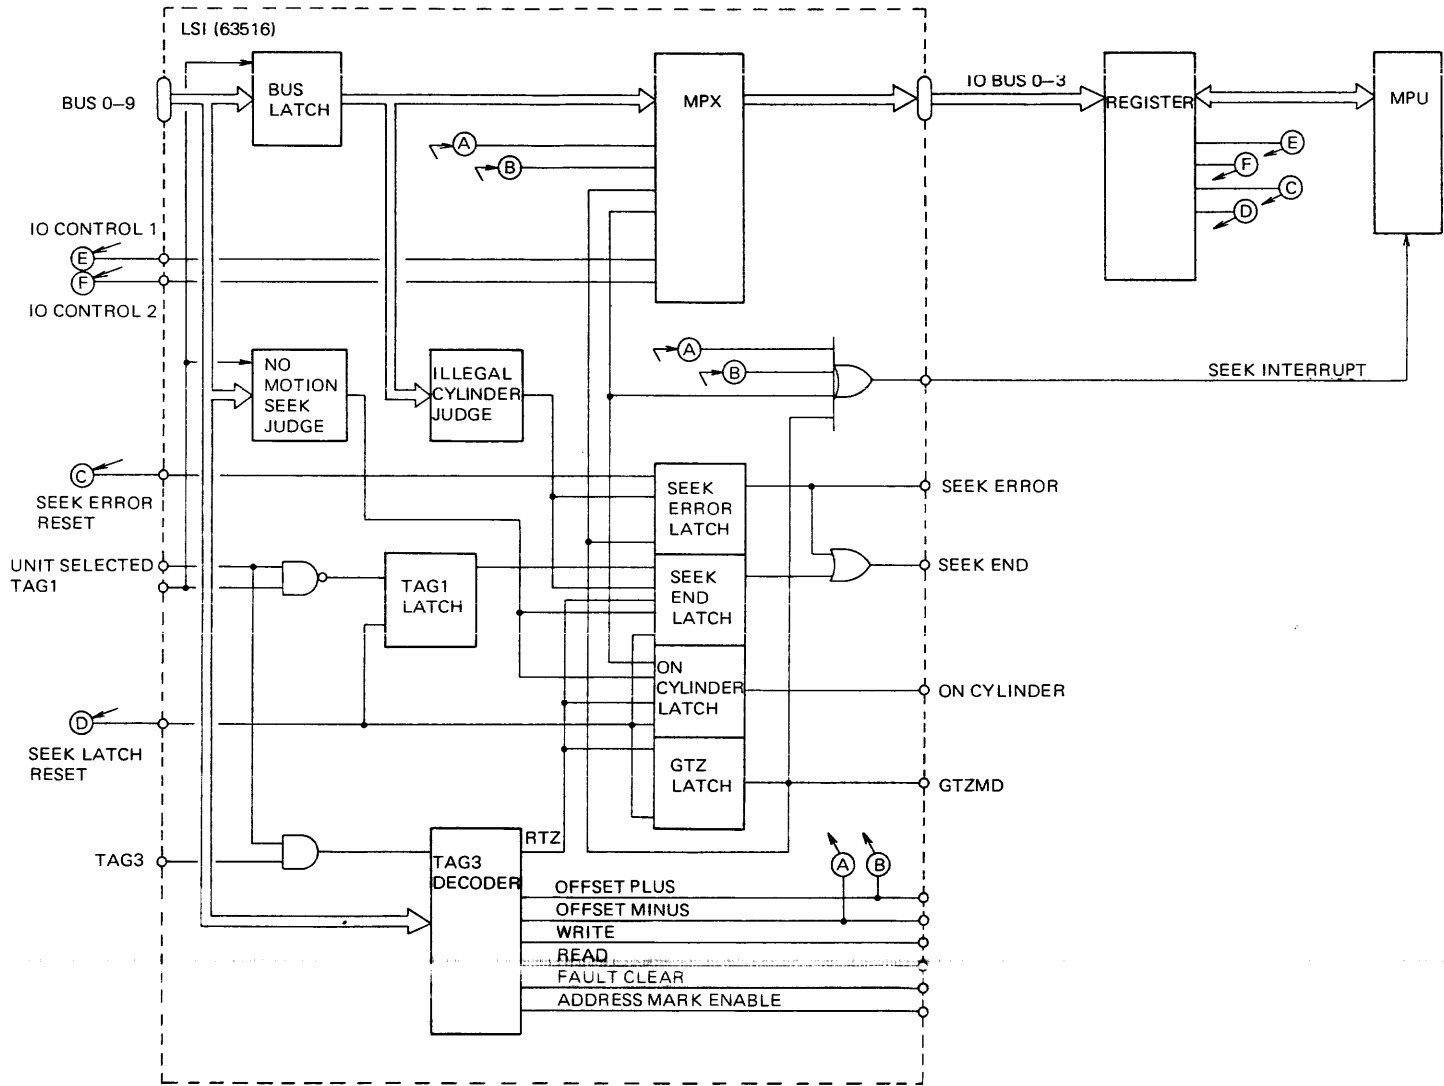 LSI (63516)
BUS 0–9
BUS
LATCH
MPX
IO BUS 0–3
REGISTER
MPU
A
B
E
F
C
D
IO CONTROL 1
E
F
IO CONTROL 2
NO
MOTION
SEEK
JUDGE
ILLEGAL
CYLINDER
JUDGE
A
B
SEEK INTERRUPT
C
SEEK ERROR
RESET
SEEK
ERROR
LATCH
SEEK ERROR
UNIT SELECTED
TAG1
TAG1
LATCH
SEEK
END
LATCH
SEEK END
ON
CYLINDER
LATCH
ON CYLINDER
D
SEEK LATCH
RESET
GTZ
LATCH
GTZMD
TAG3
TAG3
DECODER
RTZ
A
B
OFFSET PLUS
OFFSET MINUS
WRITE
READ
FAULT CLEAR
ADDRESS MARK ENABLE